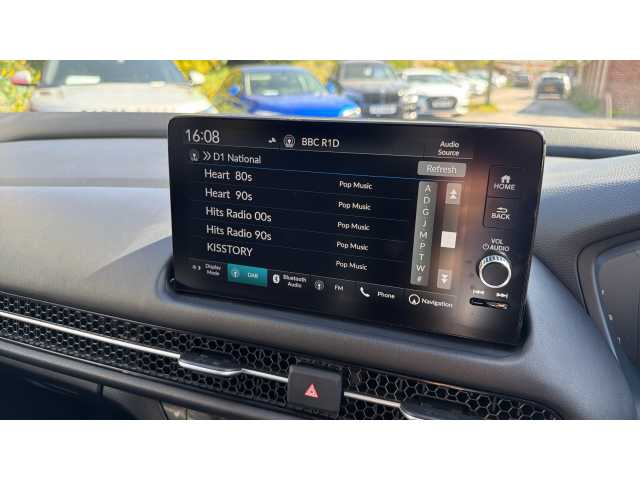 16:08
BBC R1D
Audio
Source
D1 National
Refresh
Heart 80s
Pop Music
Heart 90s
Pop Music
Hits Radio 00s
Pop Music
Hits Radio 90s
Pop Music
KISSTORY
Pop Music
A
D
G
J
M
P
T
W
#
HOME
BACK
VOL
AUDIO
Display
Mode
DAB
Bluetooth
Audio
FM
Phone
Navigation